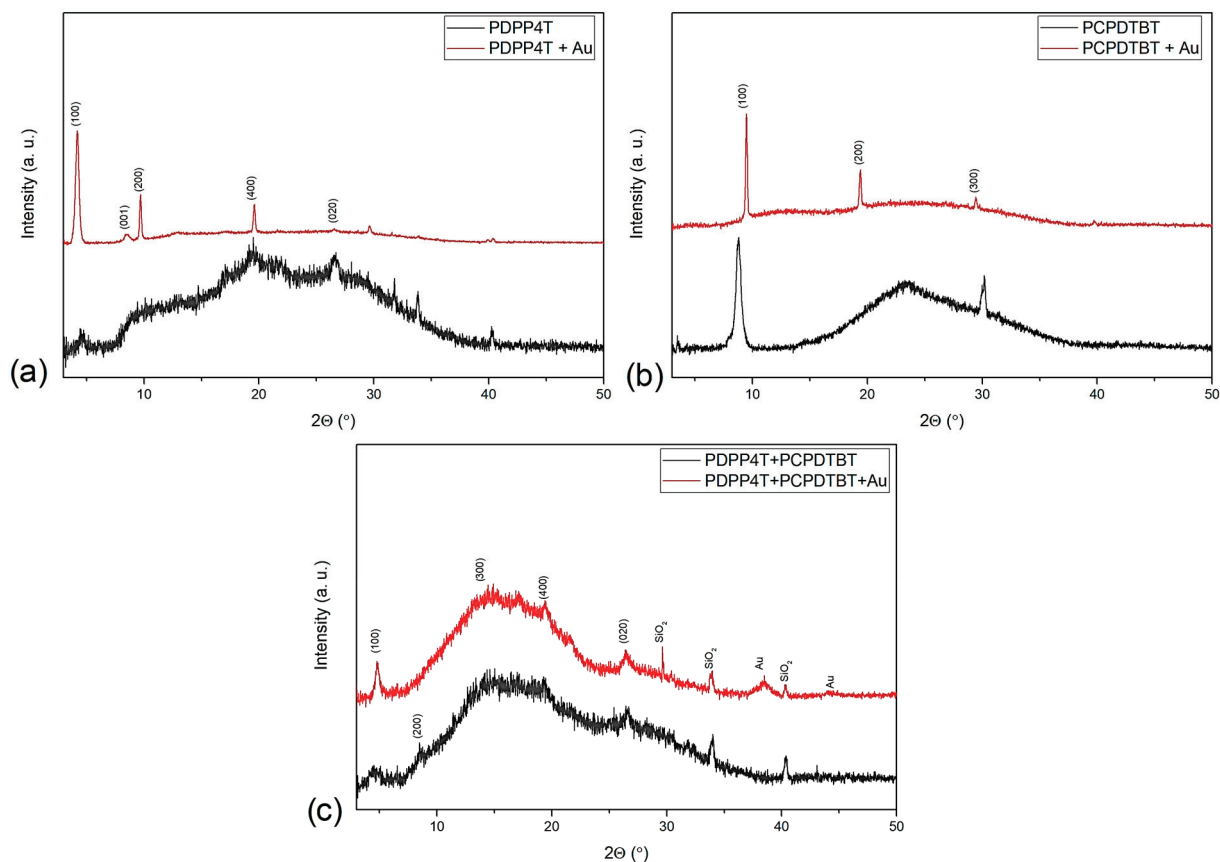 PDPP4T
PDPP4T + Au
(100)
(001)
(200)
(400)
(020)
Intensity (a. u.)
10
20
30
40
50
2Θ (°)
(a)
PCPDTBT
PCPDTBT + Au
(100)
(200)
(300)
Intensity (a. u.)
10
20
30
40
50
2Θ (°)
(b)
PDPP4T+PCPDTBT
PDPP4T+PCPDTBT+Au
(100)
(300)
(400)
(020)
SiO₂
SiO₂
Au
SiO₂
Au
(200)
Intensity (a. u.)
10
20
30
40
50
2Θ (°)
(c)